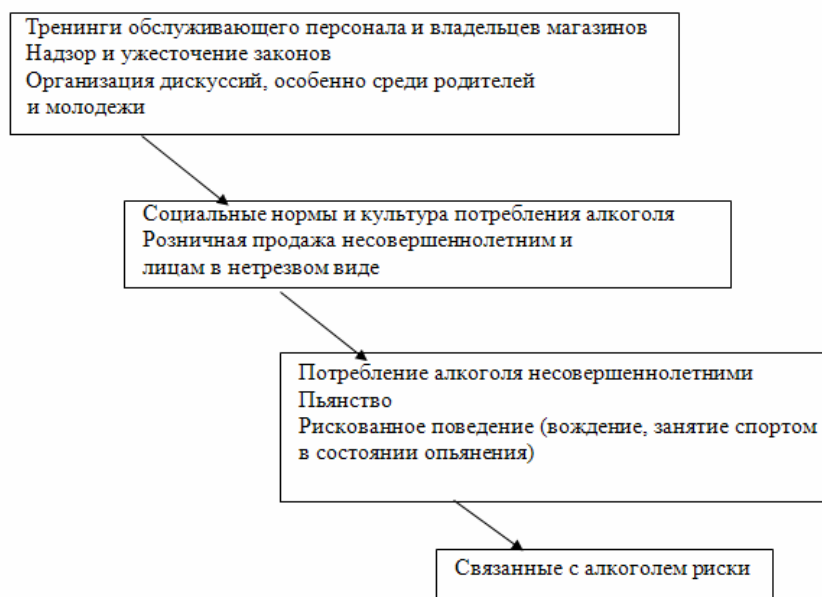 Тренинги обслуживающего персонала и владельцев магазинов
Надзор и ужесточение законов
Организация дискуссий, особенно среди родителей
и молодежи
Социальные нормы и культура потребления алкоголя
Розничная продажа несовершеннолетним и
лицам в нетрезвом виде
Потребление алкоголя несовершеннолетними
Пьянство
Рискованное поведение (вождение, занятие спортом
в состоянии опьянения)
Связанные с алкоголем риски